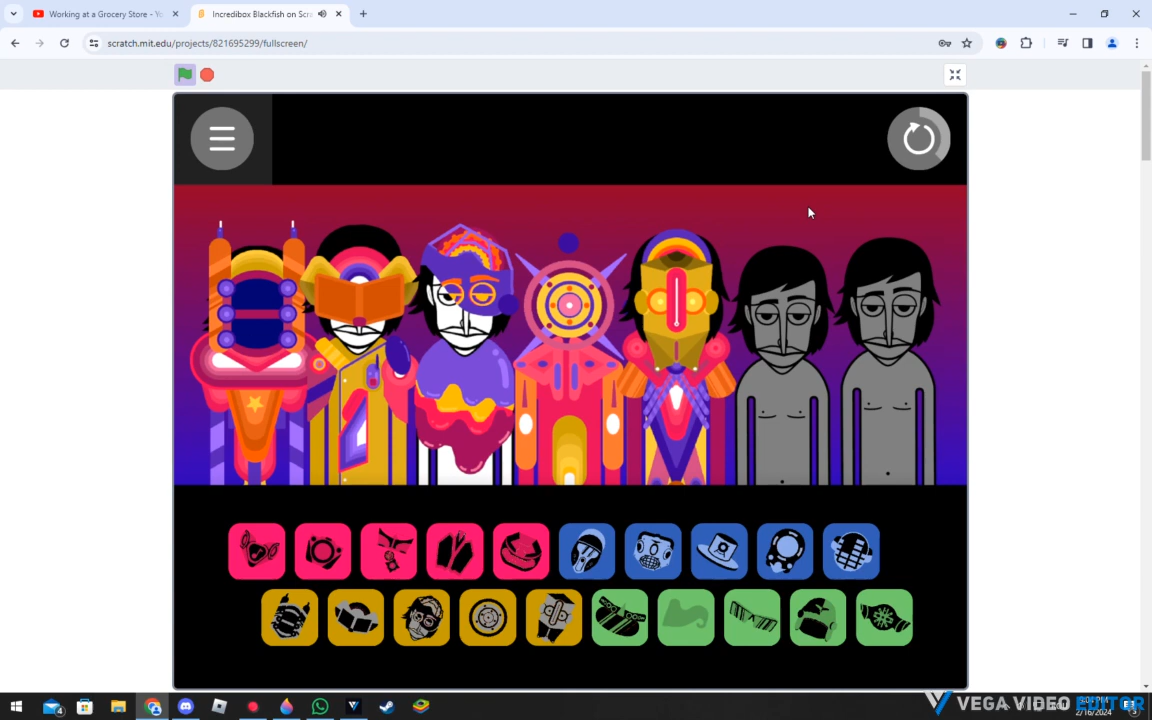 Working at a Grocery Store - Yo
Incredibox Blackfish on Scra
scratch.mit.edu/projects/821695299/fullscreen/
VEGA VIDEO EDITOR
2/16/2024